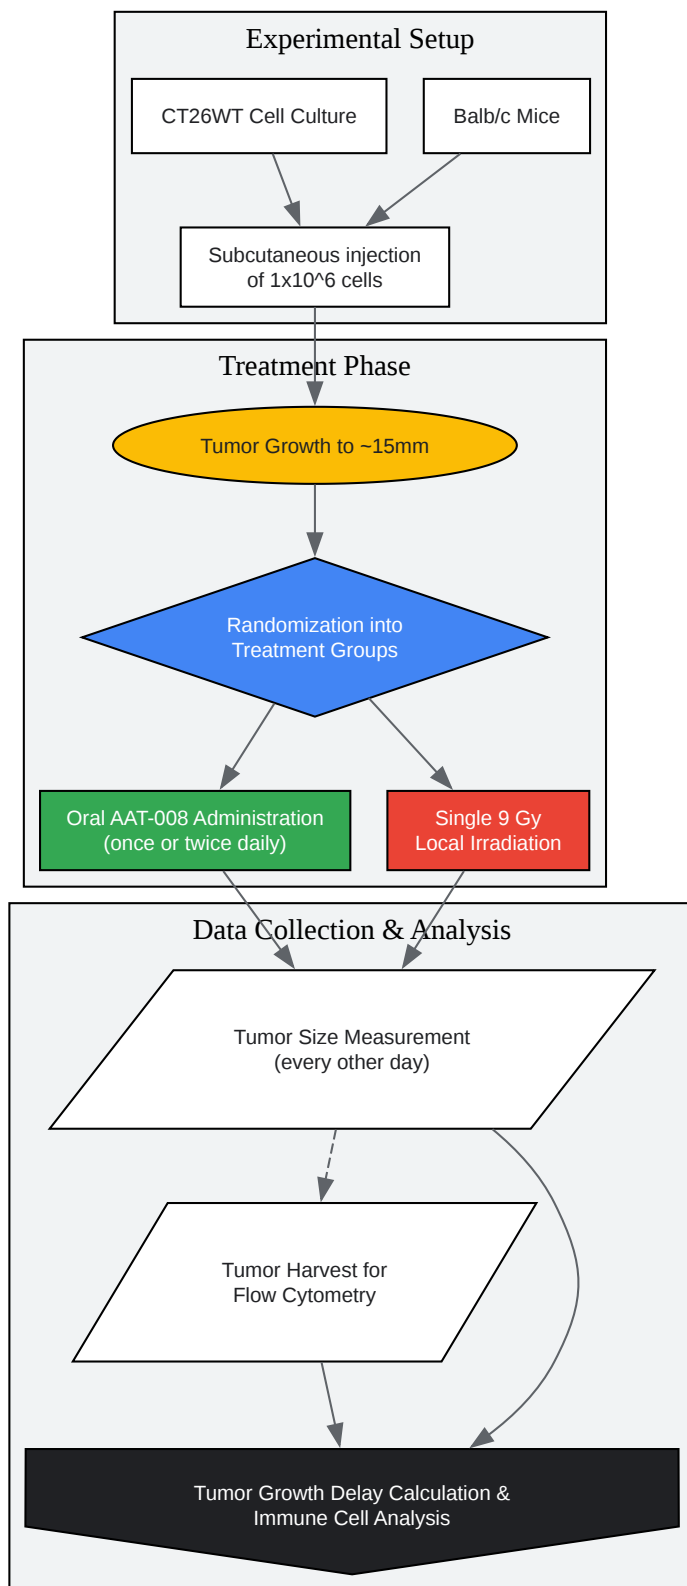 Experimental Setup
CT26WT Cell Culture
Balb/c Mice
Subcutaneous injection
of 1x10^6 cells
Treatment Phase
Tumor Growth to ~15mm
Randomization into
Treatment Groups
Oral AAT-008 Administration
(once or twice daily)
Single 9 Gy
Local Irradiation
Data Collection & Analysis
Tumor Size Measurement
(every other day)
Tumor Harvest for
Flow Cytometry
Tumor Growth Delay Calculation &
Immune Cell Analysis